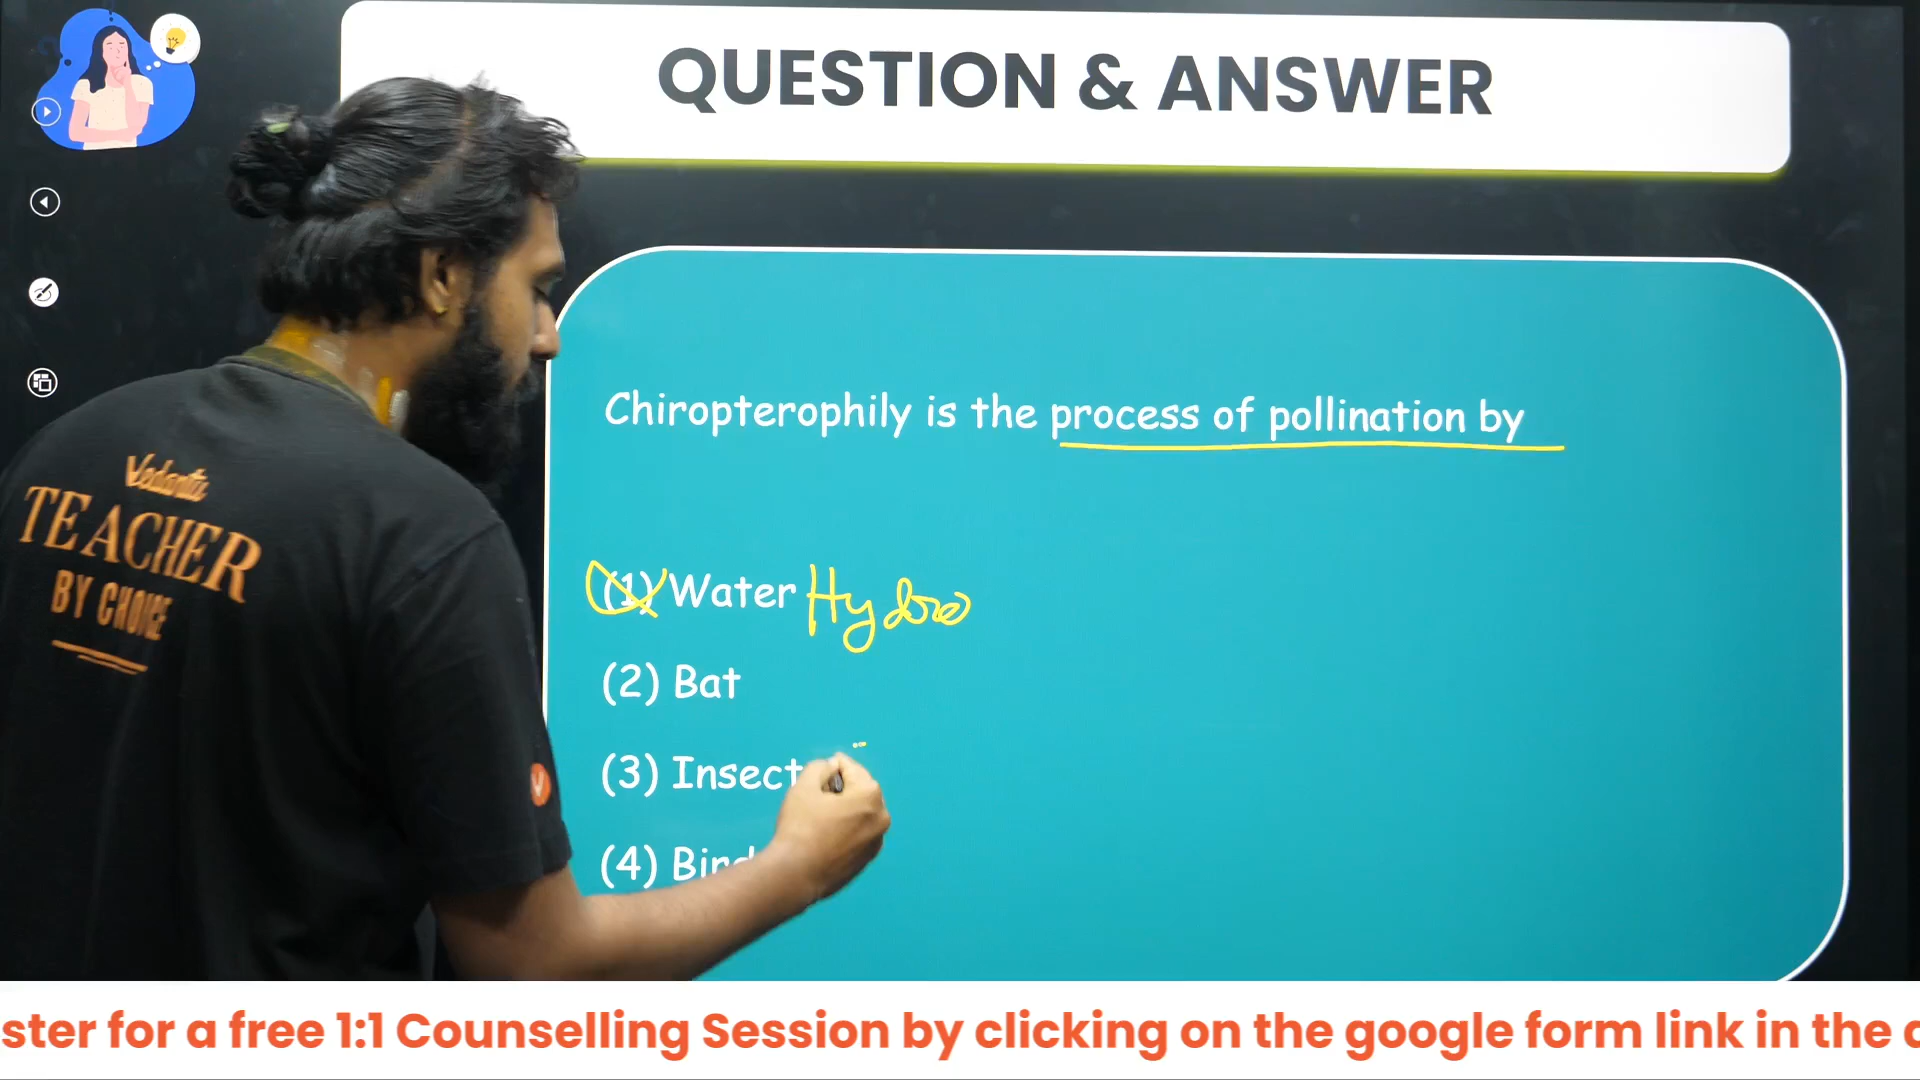 QUESTION & ANSWER
Chiropterophily is the process of pollination by
(1) Water Hydro
(2) Bat
(3) Insect
(4) Bird
Vedantu
TEACHER
BY CHOICE
ster for a free 1:1 Counselling Session by clicking on the google form link in the